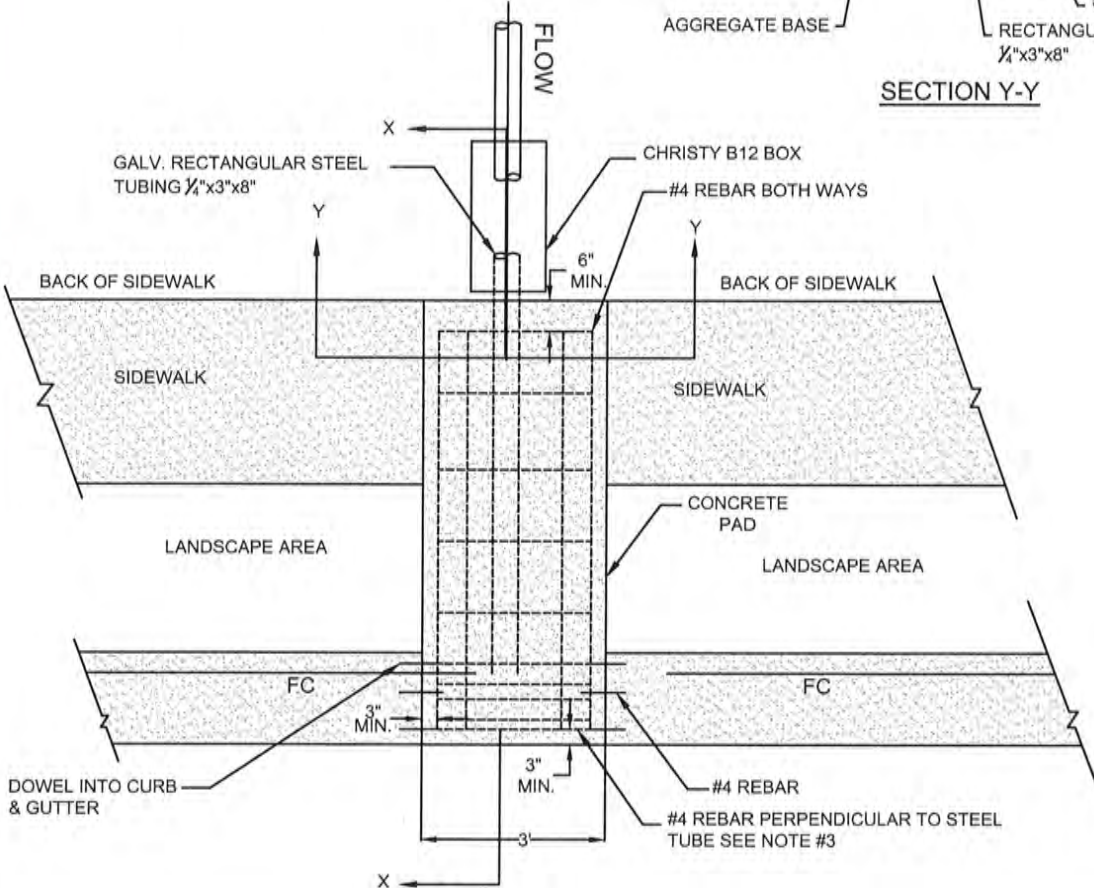 AGGREGATE BASE
RECTANGU
¼"x3"x8"
SECTION Y-Y
FLOW
X
GALV. RECTANGULAR STEEL
TUBING ¼"x3"x8"
CHRISTY B12 BOX
#4 REBAR BOTH WAYS
Y
Y
6"
MIN.
BACK OF SIDEWALK
BACK OF SIDEWALK
SIDEWALK
SIDEWALK
CONCRETE
PAD
LANDSCAPE AREA
LANDSCAPE AREA
FC
FC
3"
MIN.
3"
MIN.
DOWEL INTO CURB
& GUTTER
#4 REBAR
#4 REBAR PERPENDICULAR TO STEEL
TUBE SEE NOTE #3
3'
X